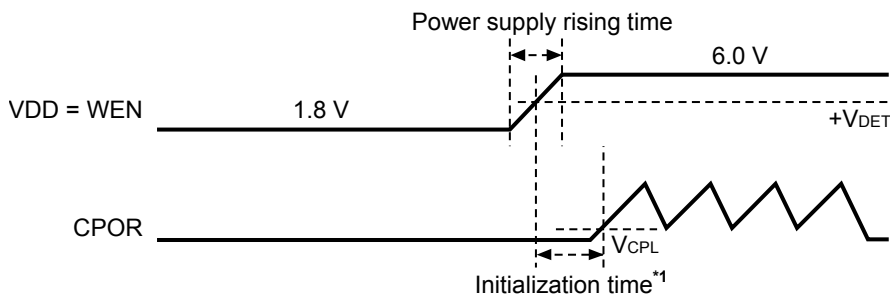 Power supply rising time
6.0 V
VDD = WEN
1.8 V
+VDET
CPOR
VCPL
Initialization time*1